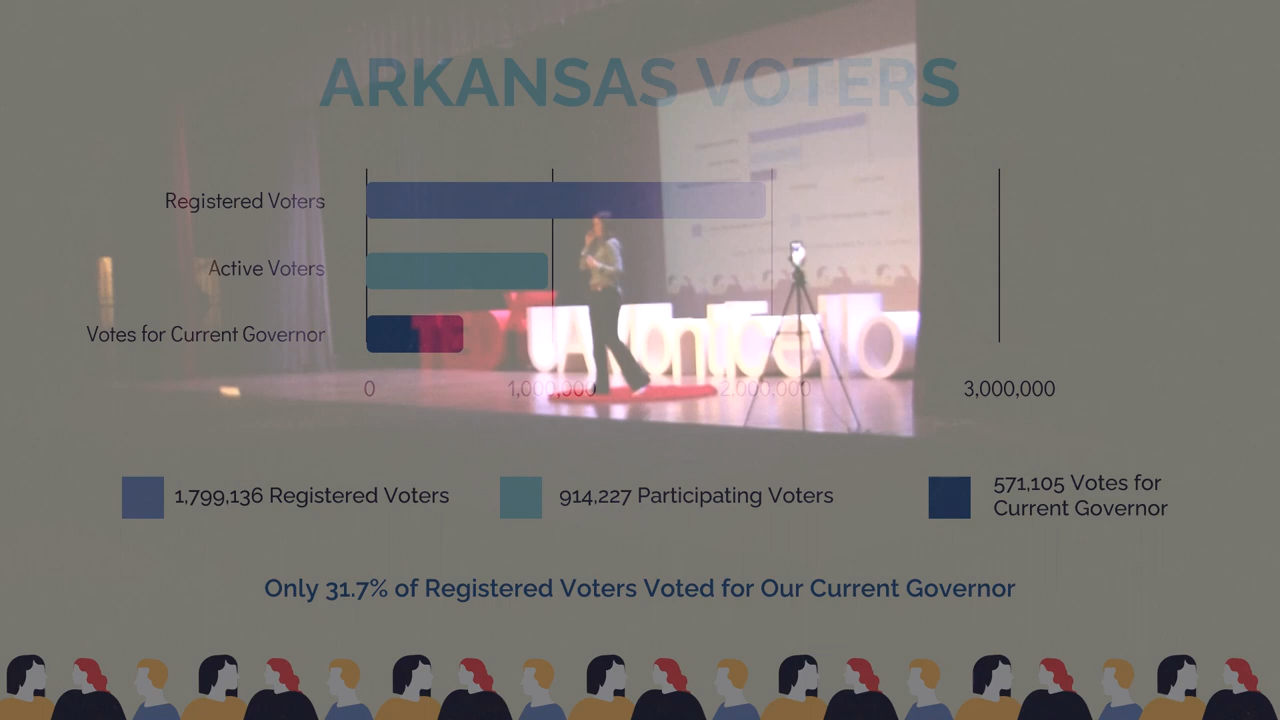 ARKANSAS VOTERS
Registered Voters
Active Voters
Votes for Current Governor
0 1,000,000 2,000,000 3,000,000
UA Monticello
1,799,136 Registered Voters
914,227 Participating Voters
571,105 Votes for
Current Governor
Only 31.7% of Registered Voters Voted for Our Current Governor